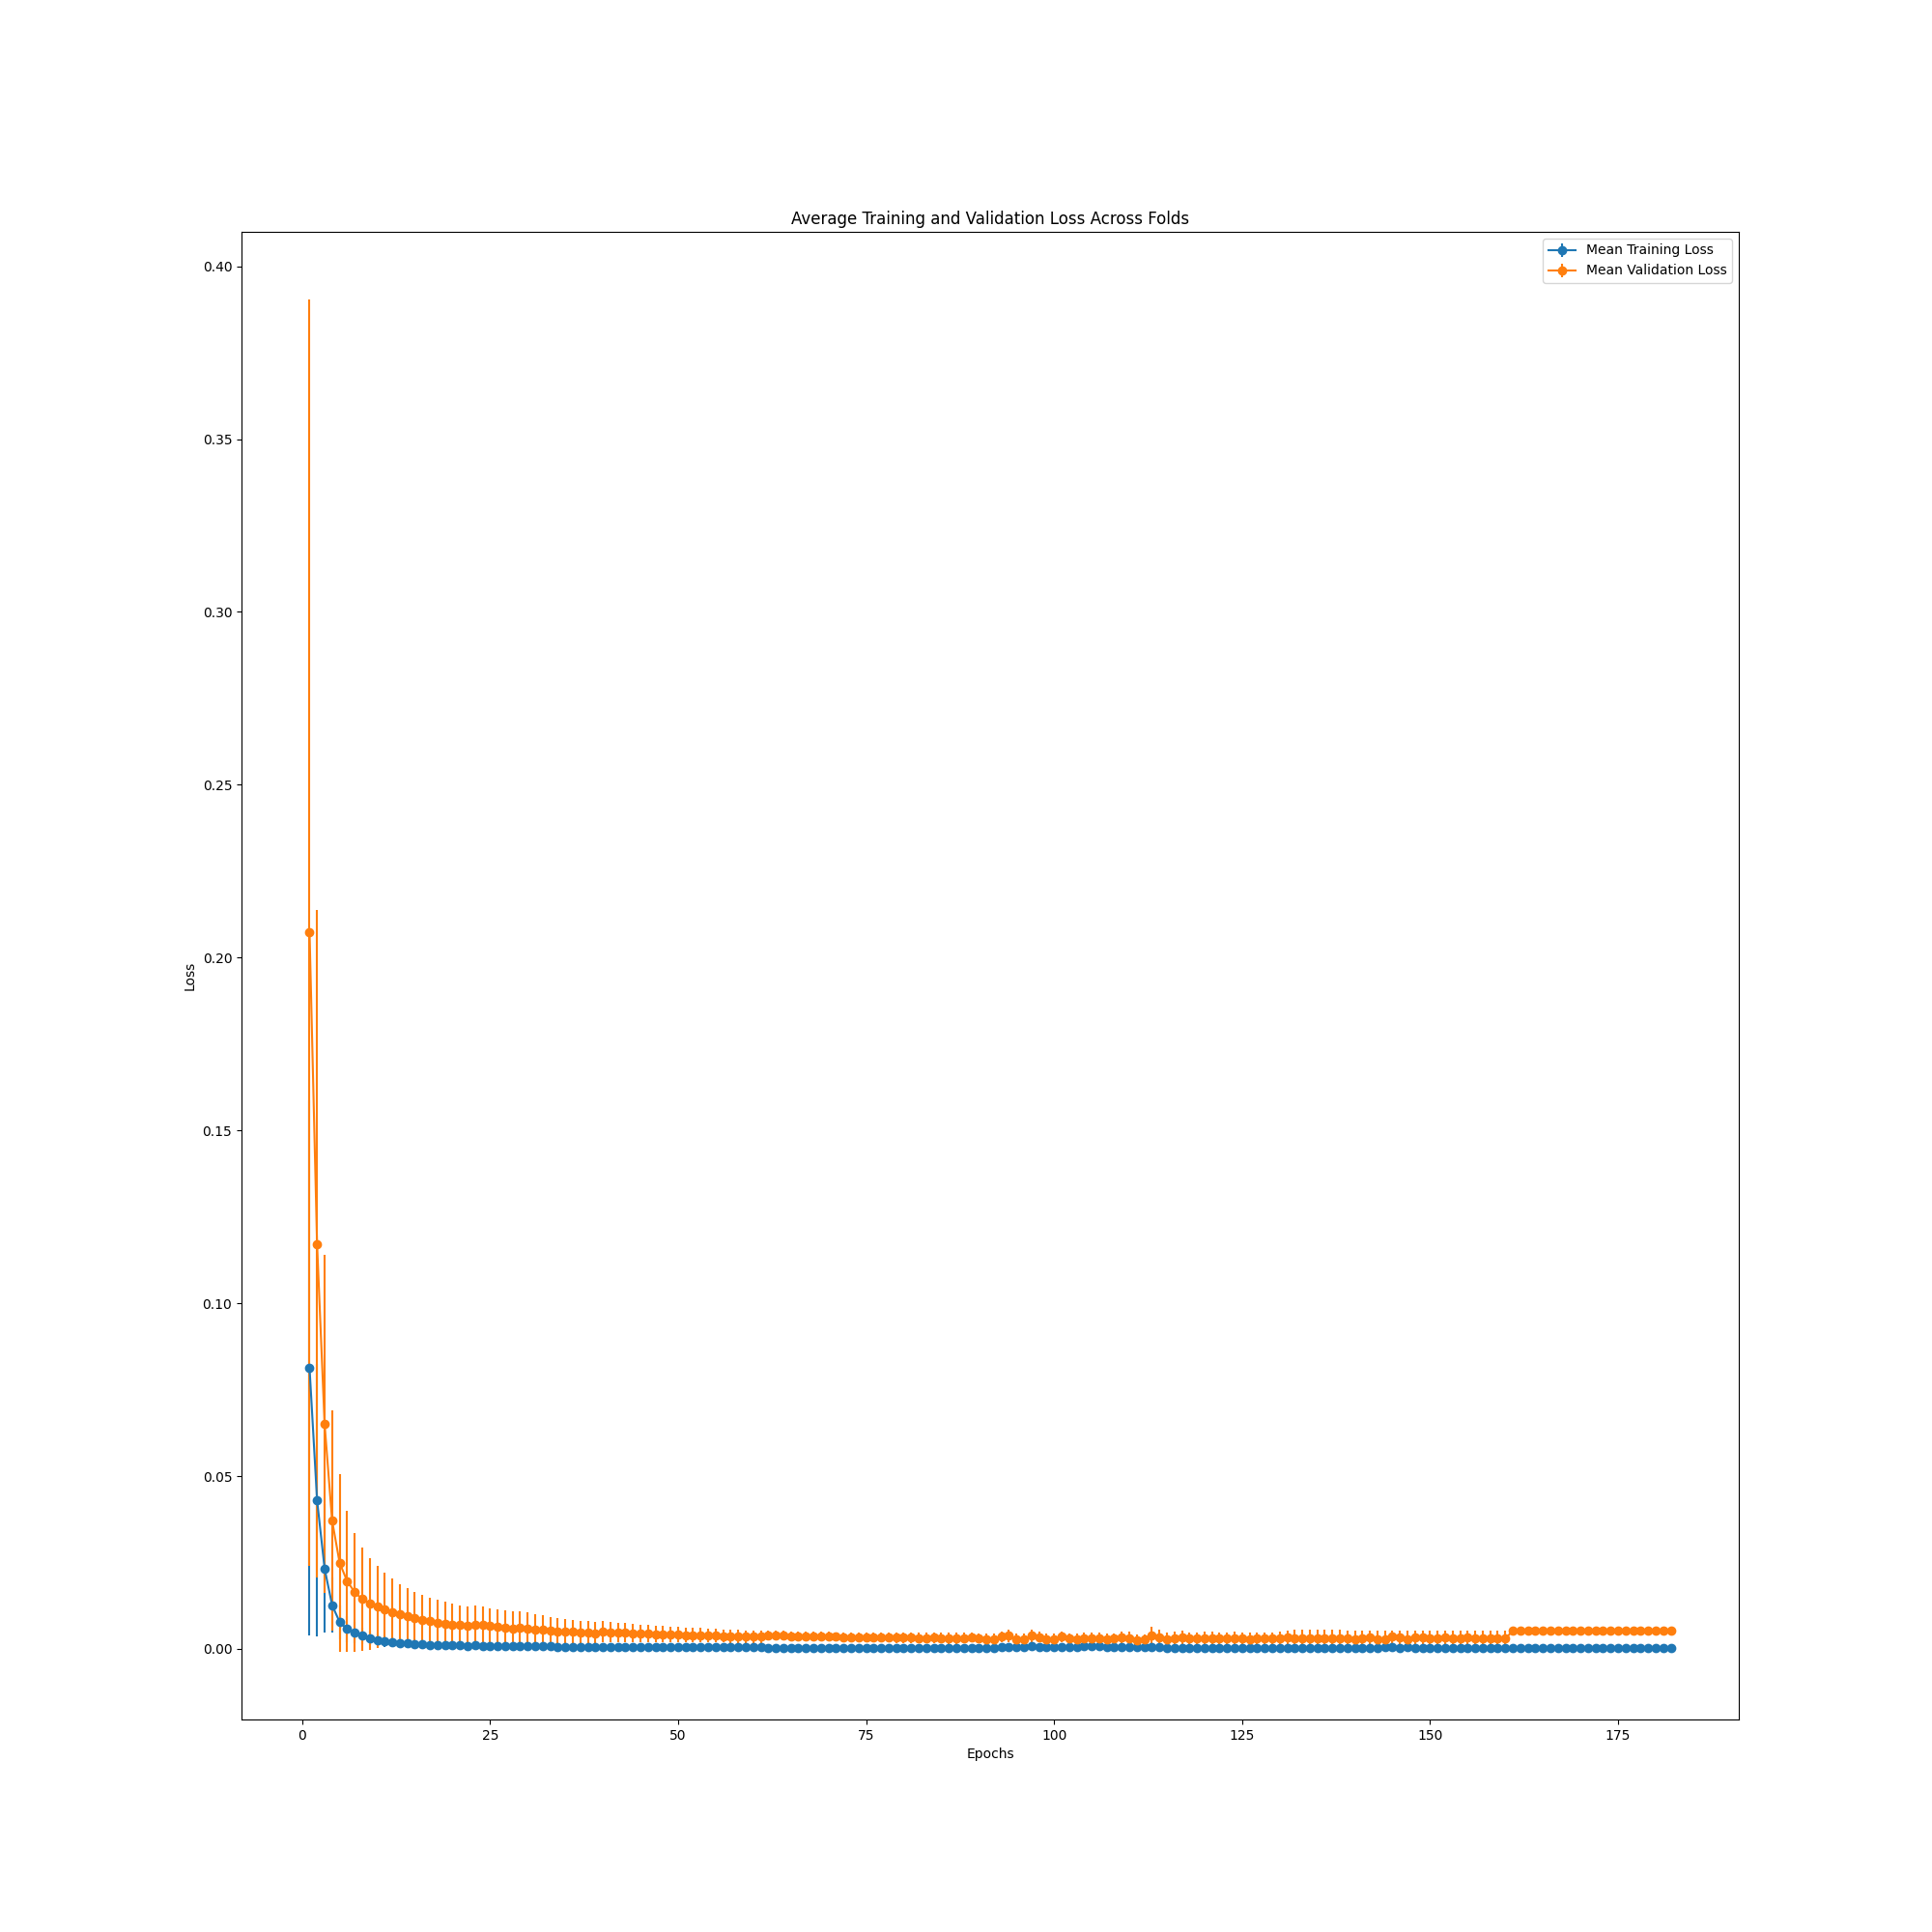 Average Training and Validation Loss Across Folds
Mean Training Loss
Mean Validation Loss
0.40
0.35
0.30
0.25
0.20
0.15
0.10
0.05
0.00
Loss
0 25 50 75 100 125 150 175
Epochs